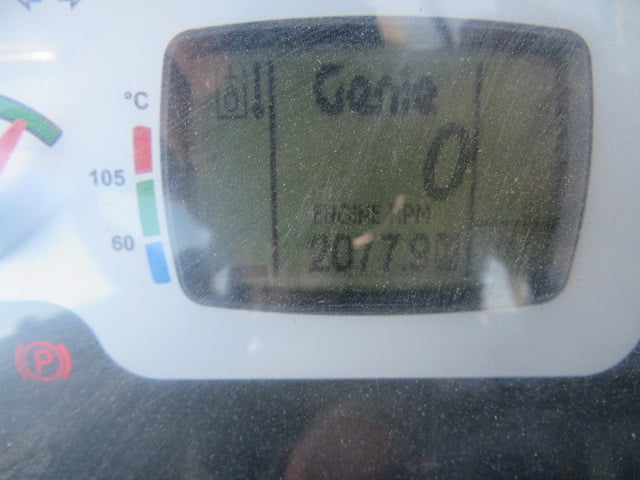 °C
Genie
0
105
ENGINE RPM
60
2077.9
P